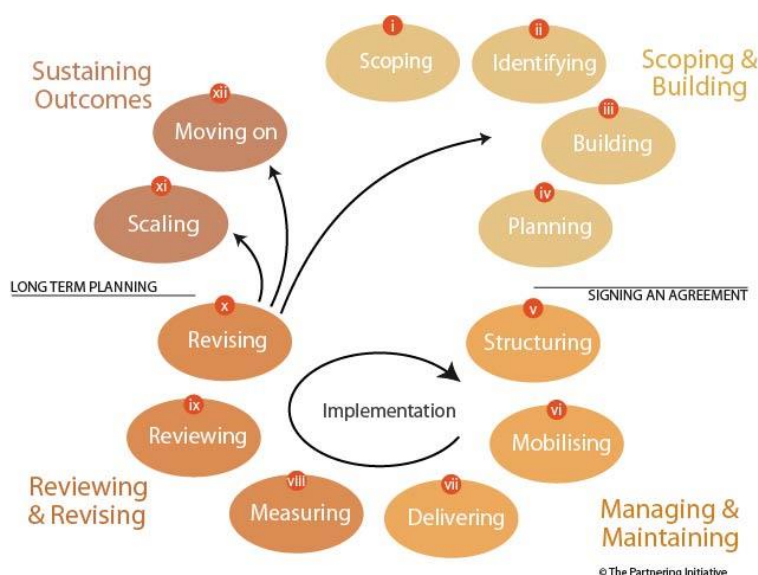 i
Scoping
ii
Identifying
Scoping &
Building
iii
Building
iv
Planning
SIGNING AN AGREEMENT
v
Structuring
vi
Mobilising
vii
Delivering
Managing &
Maintaining
viii
Measuring
ix
Reviewing
x
Revising
Reviewing
& Revising
Implementation
LONG TERM PLANNING
xi
Scaling
xii
Moving on
Sustaining
Outcomes
© The Partnering Initiative